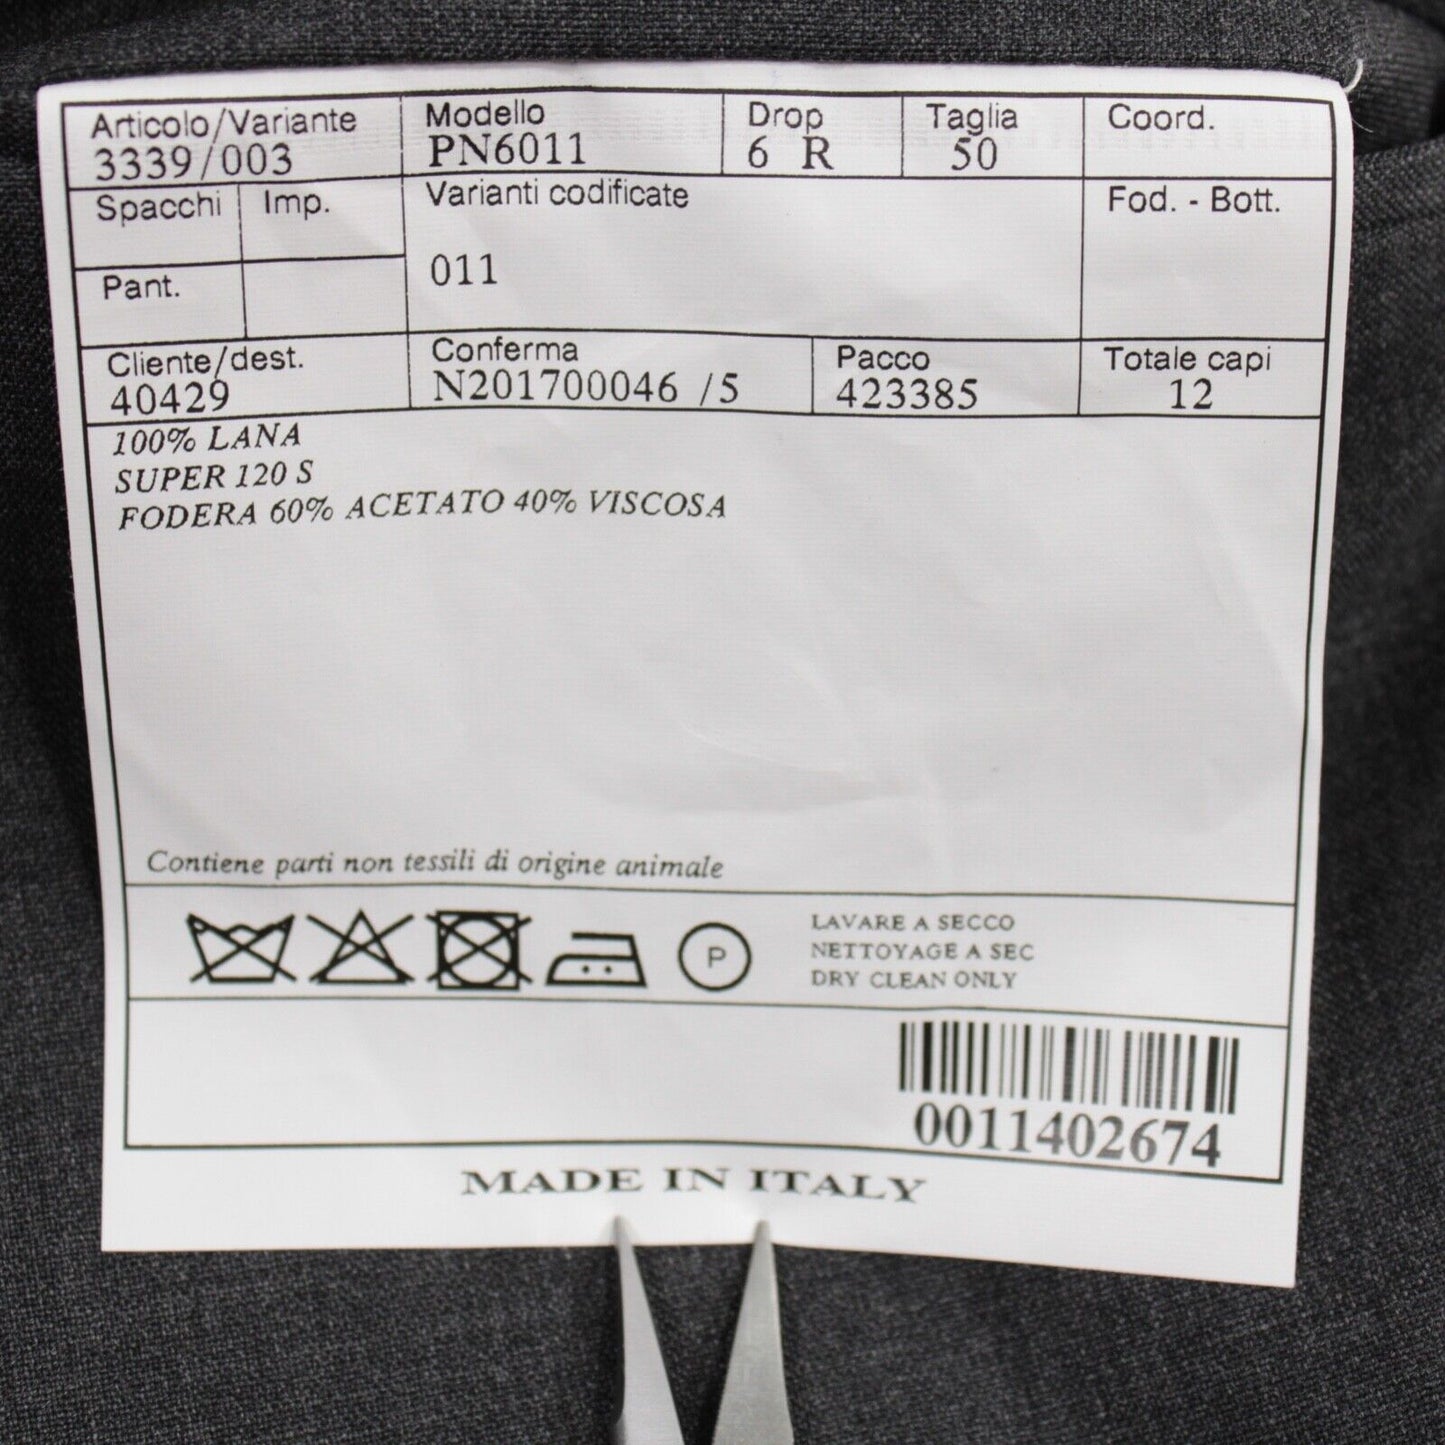 Articolo/Variante Modello Drop Taglia Coord.
3339/003 PN6011 6 R 50
Spacchi Imp. Varianti codificate Fod. - Bott.
011
Pant.
Cliente/dest. Conferma Pacco Totale capi
40429 N201700046 /5 423385 12
100% LANA
SUPER 120 S
FODERA 60% ACETATO 40% VISCOSA
Contiene parti non tessili di origine animale
P
LAVARE A SECCO
NETTOYAGE A SEC
DRY CLEAN ONLY
0011402674
MADE IN ITALY